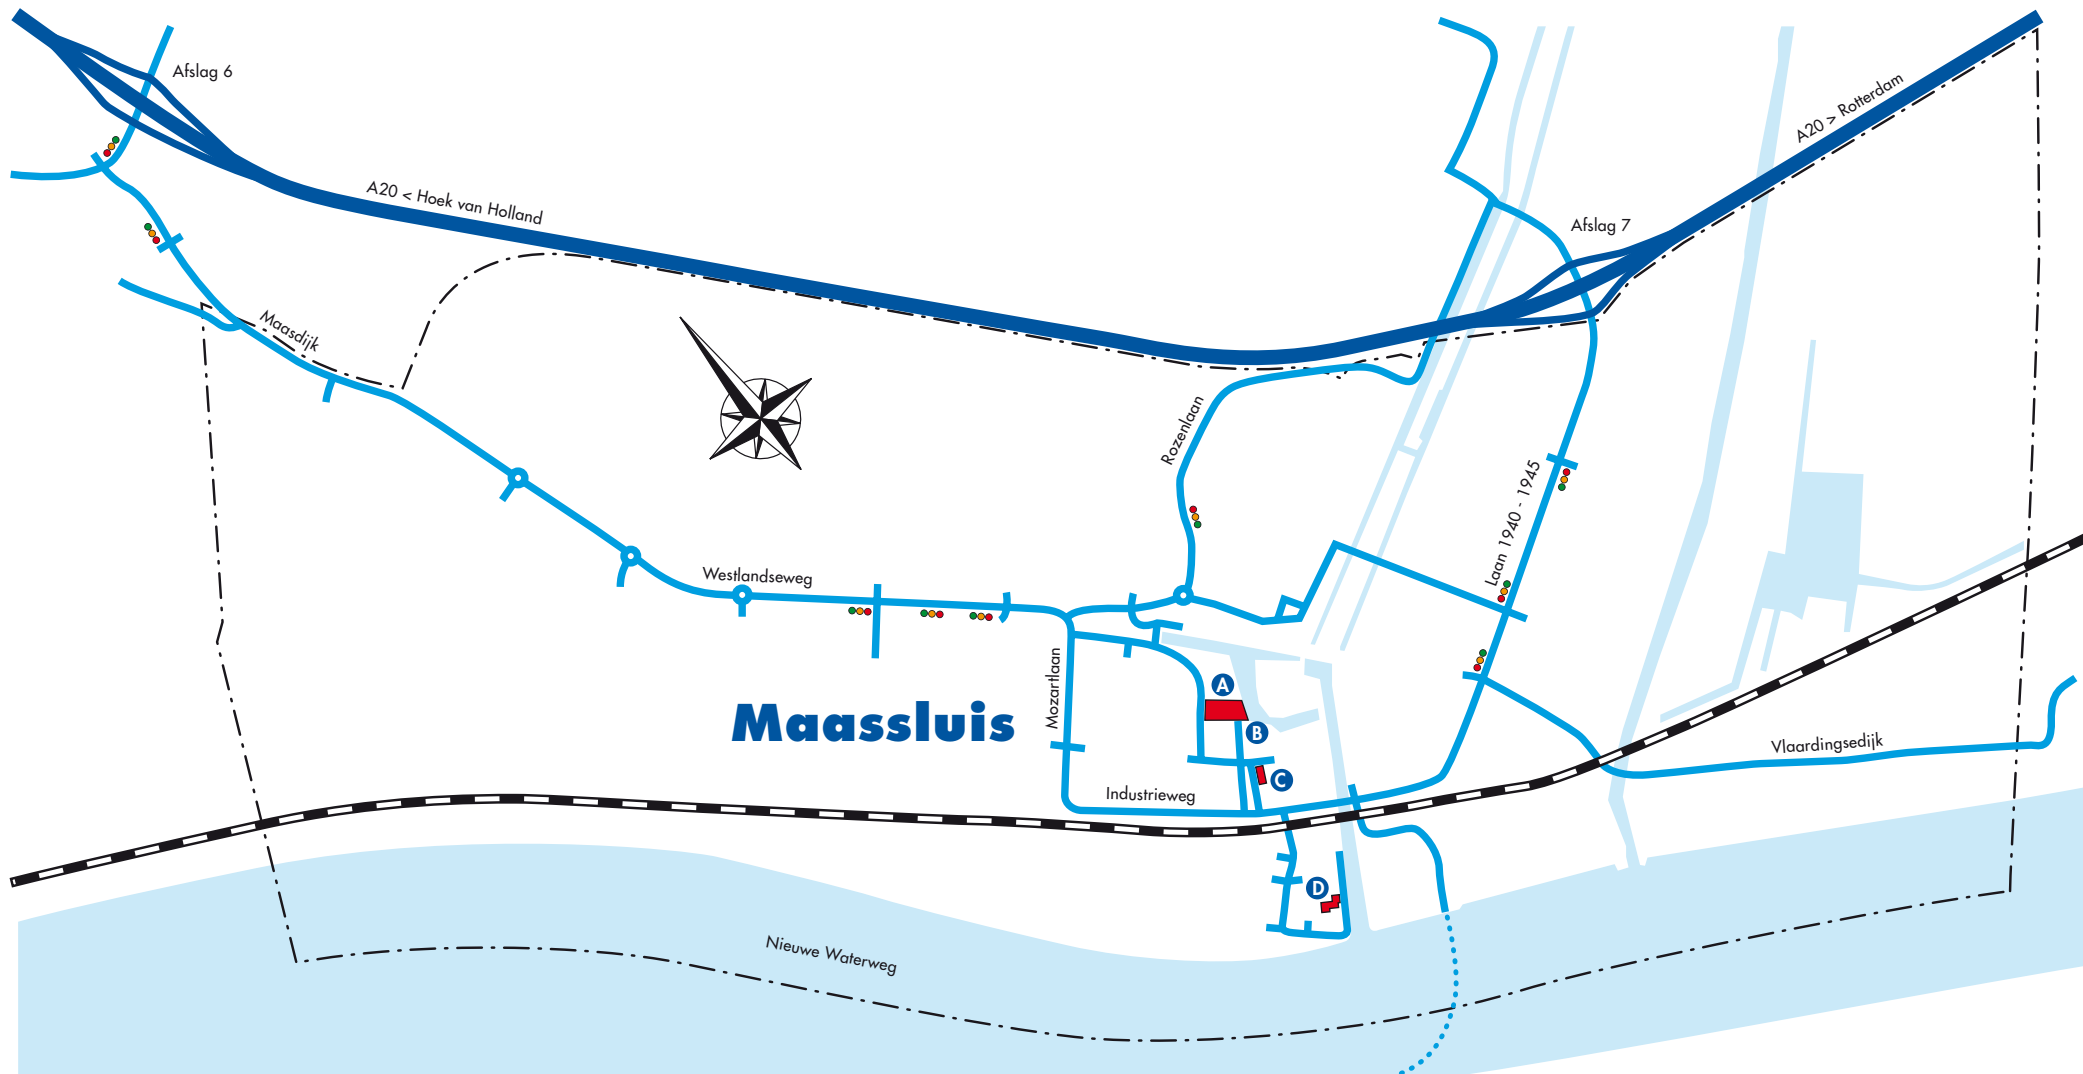 Afslag 6
A20 > Rotterdam
A20 < Hoek van Holland
Afslag 7
Maasdijk
Rozenlaan
Laan 1940 - 1945
Westlandseweg
Mozartlaan
A
Maassluis
B
Vlaardingsedijk
C
Industrieweg
D
Nieuwe Waterweg